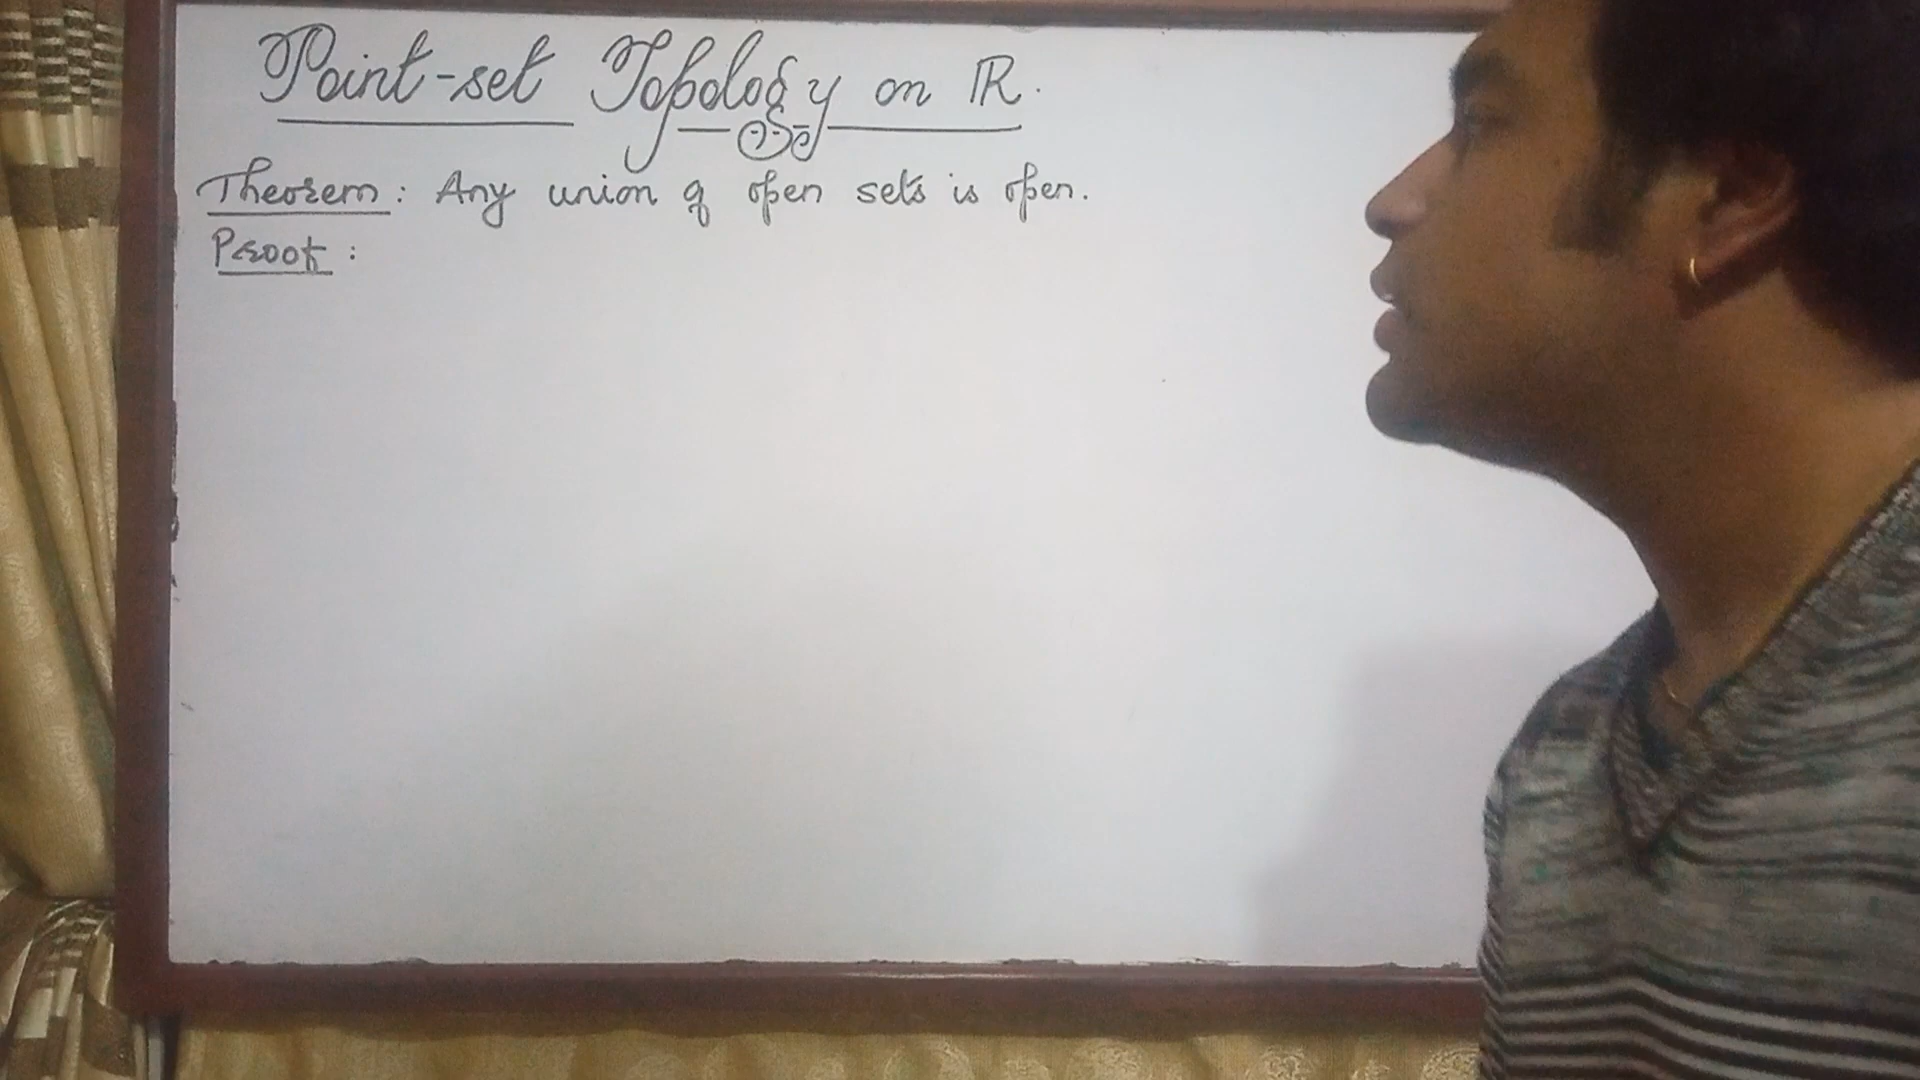 Point-set Topology on ℝ.
Theorem: Any union of open sets is open.
Proof: